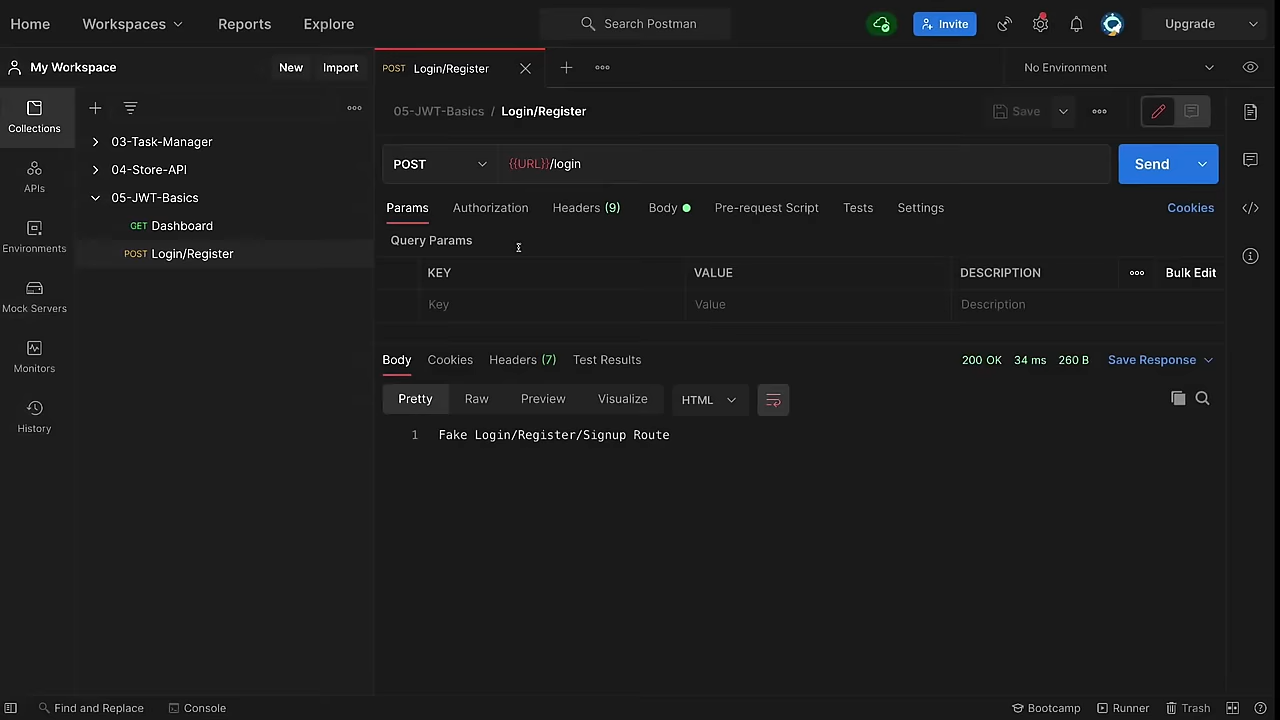 Home Workspaces Reports Explore Search Postman Invite Upgrade
My Workspace New Import POST Login/Register No Environment
Collections
APIs
Environments
Mock Servers
Monitors
History
03-Task-Manager
04-Store-API
05-JWT-Basics
GET Dashboard
POST Login/Register
05-JWT-Basics / Login/Register Save
POST {{URL}}/login Send
Params Authorization Headers (9) Body Pre-request Script Tests Settings Cookies
Query Params
KEY VALUE DESCRIPTION Bulk Edit
Key Value Description
Body Cookies Headers (7) Test Results 200 OK 34 ms 260 B Save Response
Pretty Raw Preview Visualize HTML
1 Fake Login/Register/Signup Route
Find and Replace Console Bootcamp Runner Trash